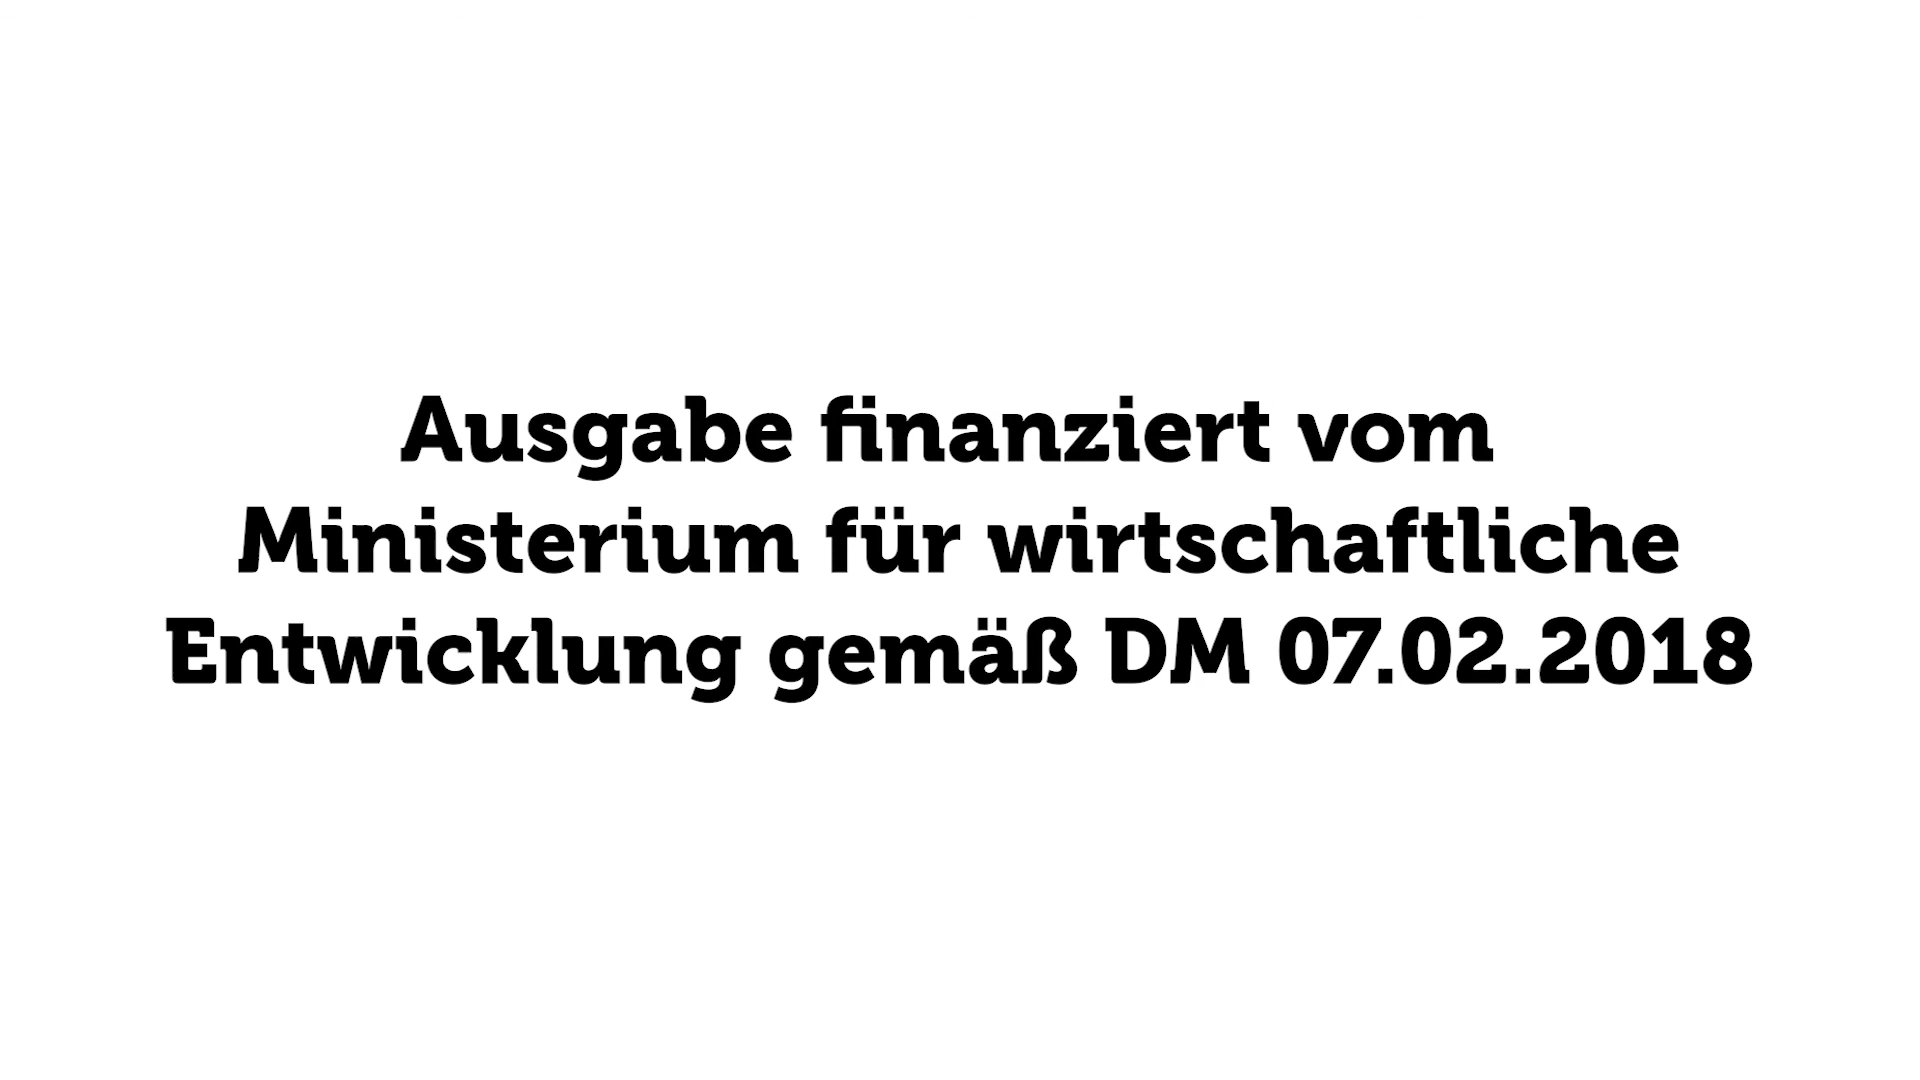 Ausgabe finanziert vom
Ministerium für wirtschaftliche
Entwicklung gemäß DM 07.02.2018